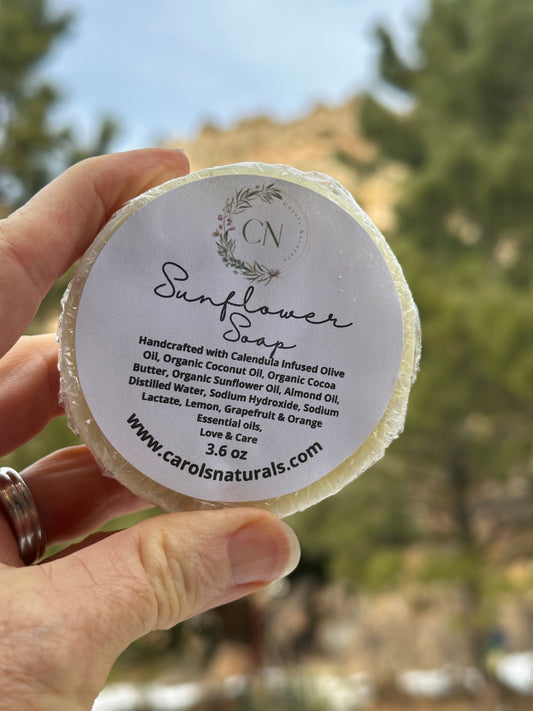 CN
Sunflower
Soap
Handcrafted with Calendula Infused Olive
Oil, Organic Coconut Oil, Organic Cocoa
Butter, Organic Sunflower Oil, Almond Oil,
Distilled Water, Sodium Hydroxide, Sodium
Lactate, Lemon, Grapefruit & Orange
Essential oils,
Love & Care
3.6 oz
www.carolsnaturals.com